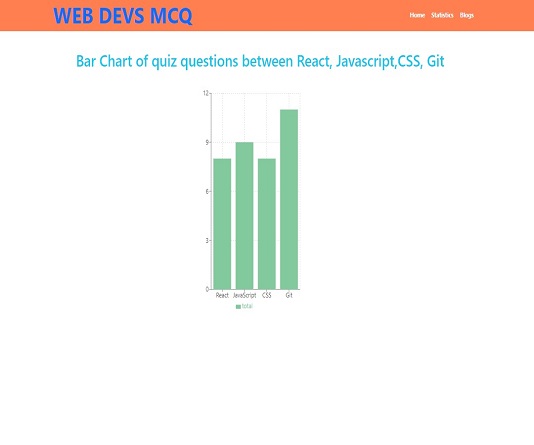 WEB DEVS MCQ
Home Statistics Blogs
Bar Chart of quiz questions between React, Javascript,CSS, Git
12
9
6
3
0
React JavaScript CSS Git
total